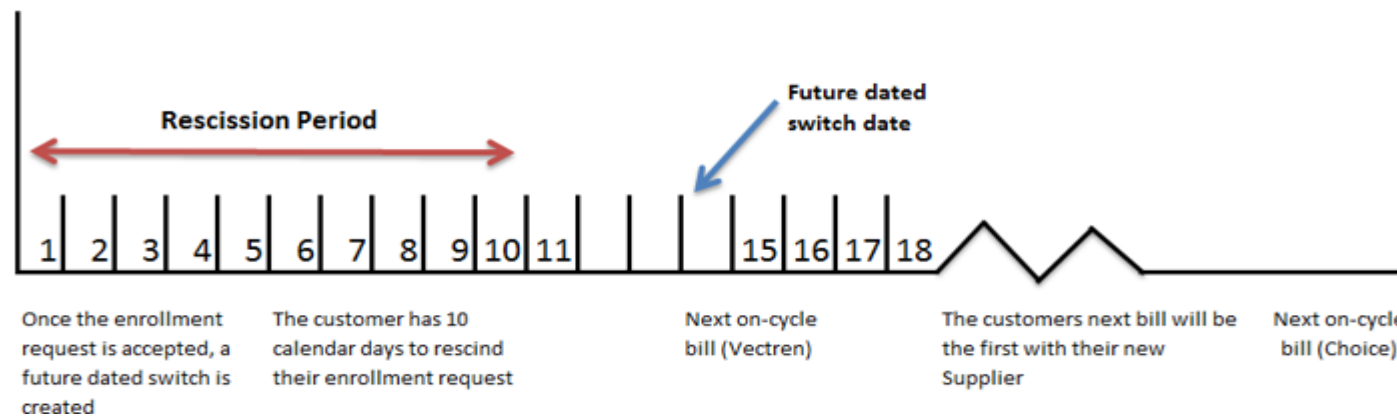 Future dated
switch date
Rescission Period
1 2 3 4 5 6 7 8 9 10 11 15 16 17 18
Once the enrollment
request is accepted, a
future dated switch is
created
The customer has 10
calendar days to rescind
their enrollment request
Next on-cycle
bill (Vectren)
The customers next bill will be
the first with their new
Supplier
Next on-cycle
bill (Choice)